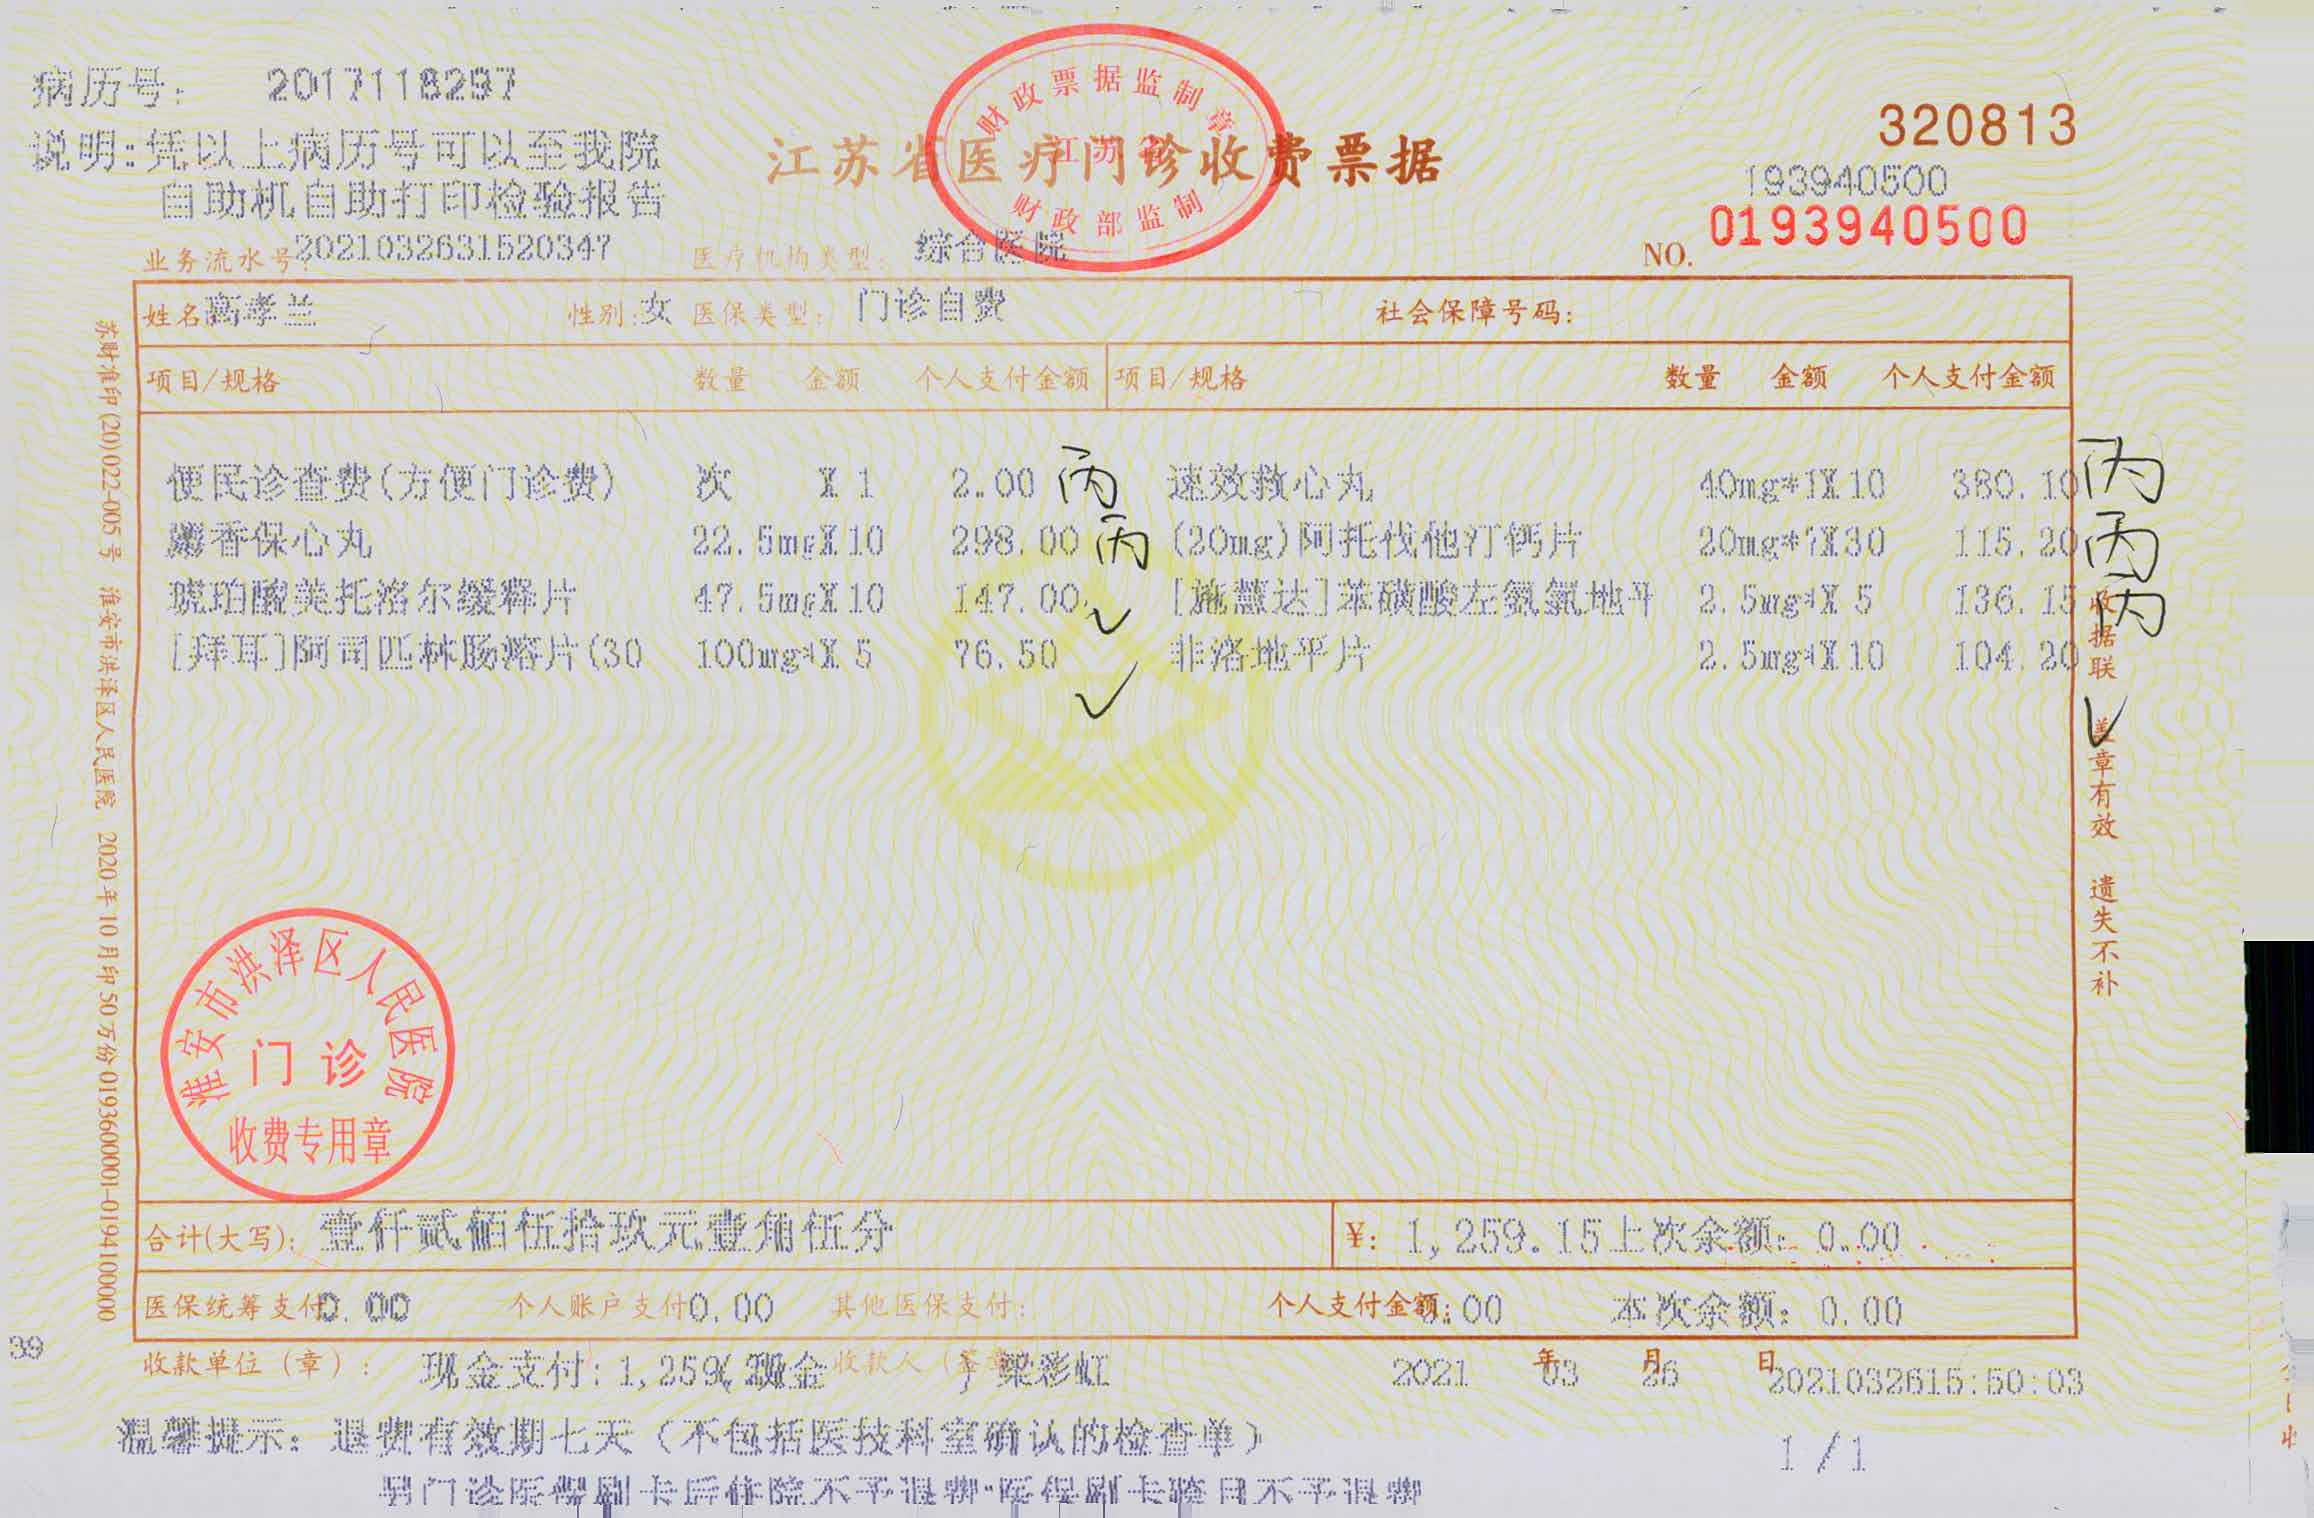 病历号： 2017118297
说明:凭以上病历号可以至我院
自助机自助打印检验报告
财政票据监制章
江苏省
财政部监制
江苏省医疗门诊收费票据
320813
193940500
NO. 0193940500
业务流水号: 2021032631520347 医疗机构类型: 综合医院
姓名 高孝兰 性别:女 医保类型: 门诊自费 社会保障号码:
项目/规格 数量 金额 个人支付金额 项目/规格 数量 金额 个人支付金额
便民诊查费(方便门诊费) 次 X 1 2.00 丙 速效救心丸 40mg*1X 10 380.10 丙
麝香保心丸 22.5mgX 10 298.00 丙 (20mg)阿托伐他汀钙片 20mg*7X30 115.20 丙
琥珀酸美托洛尔缓释片 47.5mgX 10 147.00 ✓ [施慧达]苯磺酸左氨氯地平 2.5mg*X 5 136.15 丙
[拜耳]阿司匹林肠溶片(30 100mg*X 5 76.50 ✓ 非洛地平片 2.5mg*X 10 104.20 ✓
收据联 盖章有效 遗失不补
苏财准印(20)022-005号 淮安市洪泽区人民医院 2020年10月印50万份 0193600001-0194100000
淮安市洪泽区人民医院
门诊
收费专用章
合计(大写): 壹仟贰佰伍拾玖元壹角伍分 ¥: 1,259.15 上次余额: 0.00
医保统筹支付 0.00 个人账户支付 0.00 其他医保支付: 个人支付金额: 0.00 本次余额: 0.00
39
收款单位（章）: 现金支付: 1,259 现金 收款人（签章） 梁彩虹 2021 年 03 月 26 日 2021032615:50:03
温馨提示: 退费有效期七天（不包括医技科室确认的检查单） 1/1
另门诊医保刷卡后住院不予退费·医保刷卡跨月不予退费